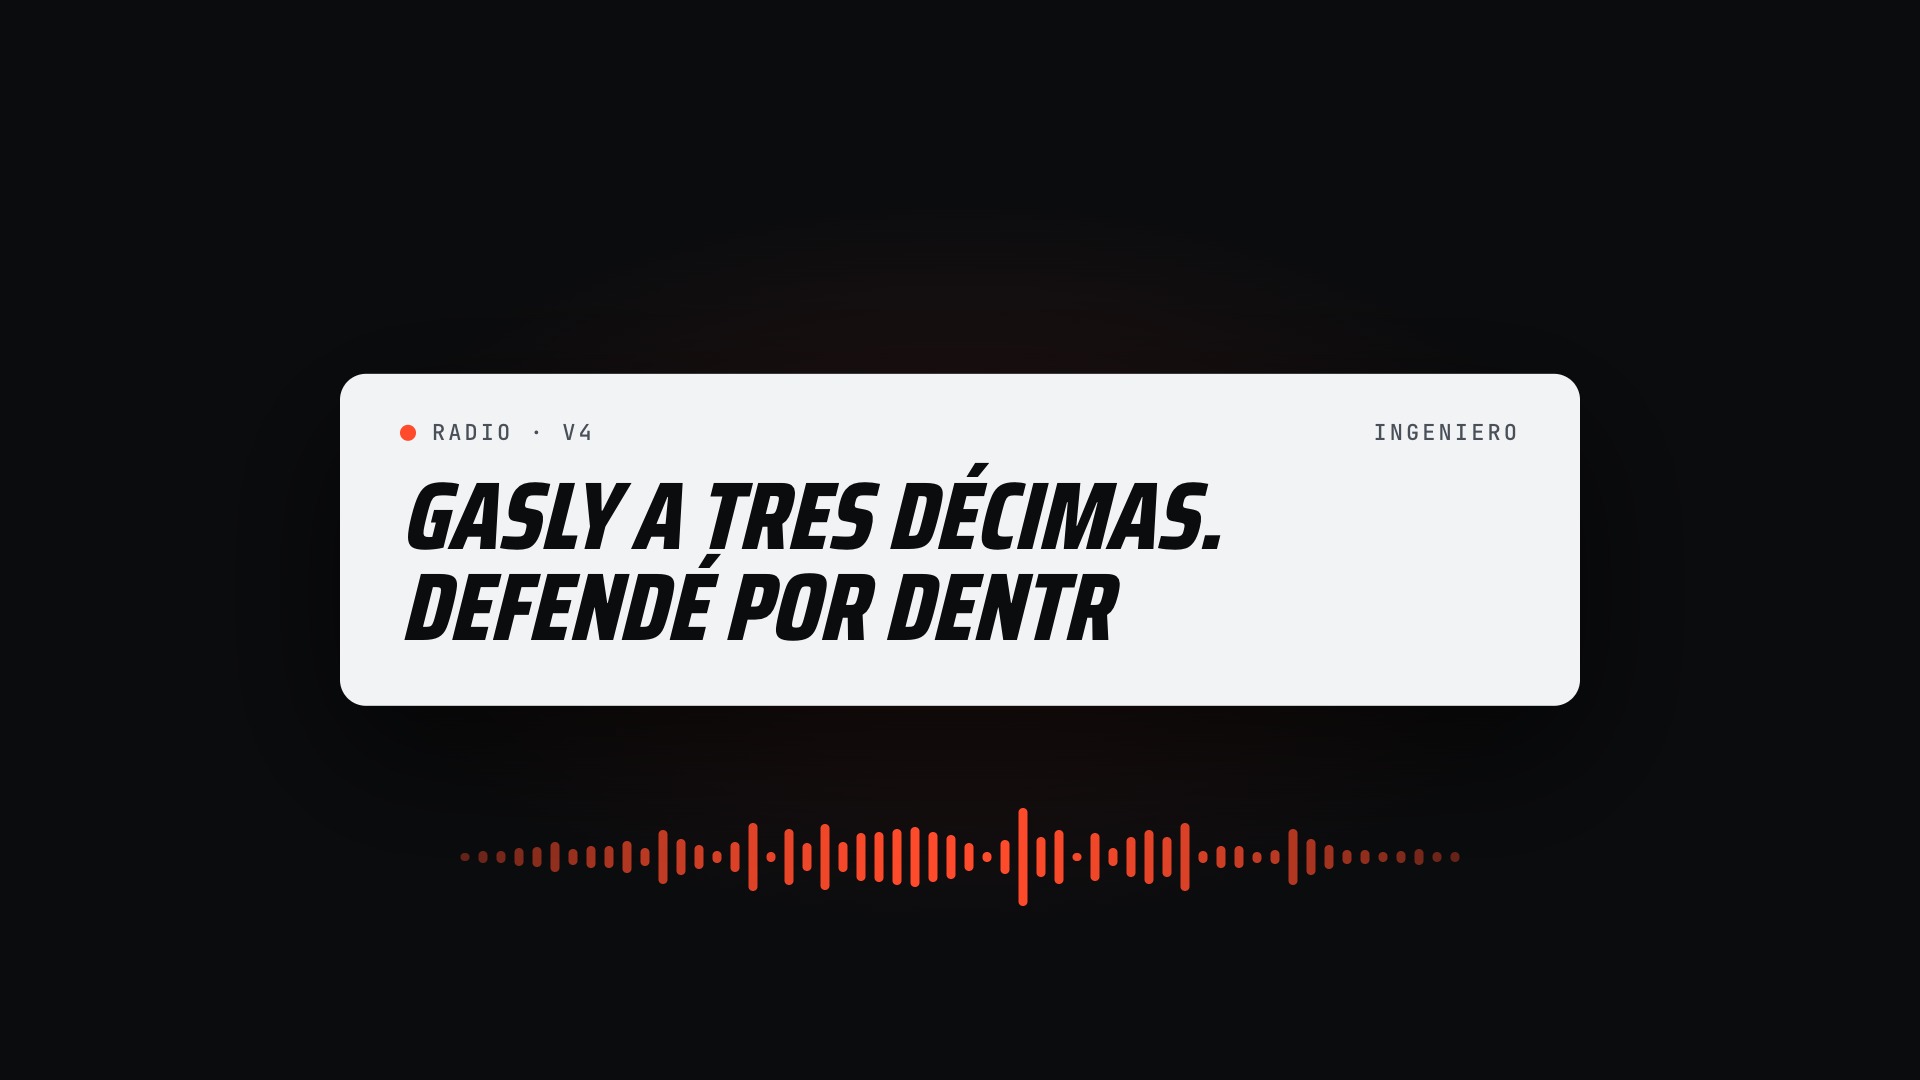 RADIO · V4
INGENIERO
GASLY A TRES DÉCIMAS.
DEFENDÉ POR DENTR